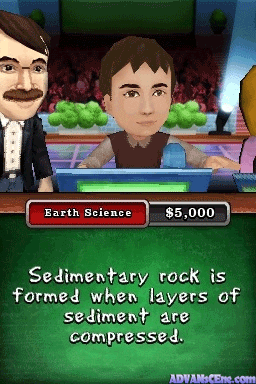 Earth Science $5,000
Sedimentary rock is
formed when layers of
sediment are
compressed.
ADVANsCEne.com